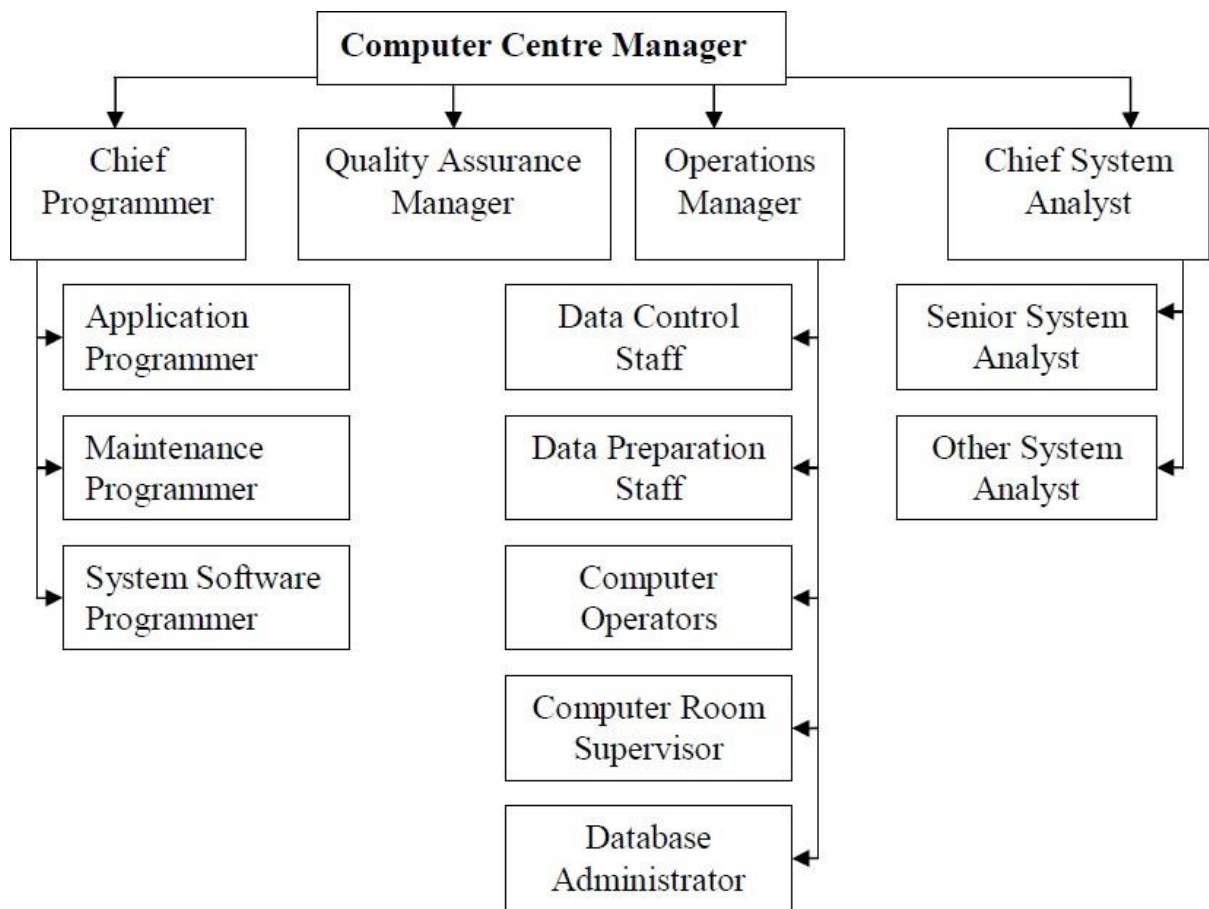 Computer Centre Manager
Chief
Programmer
Quality Assurance
Manager
Operations
Manager
Chief System
Analyst
Application
Programmer
Maintenance
Programmer
System Software
Programmer
Data Control
Staff
Data Preparation
Staff
Computer
Operators
Computer Room
Supervisor
Database
Administrator
Senior System
Analyst
Other System
Analyst